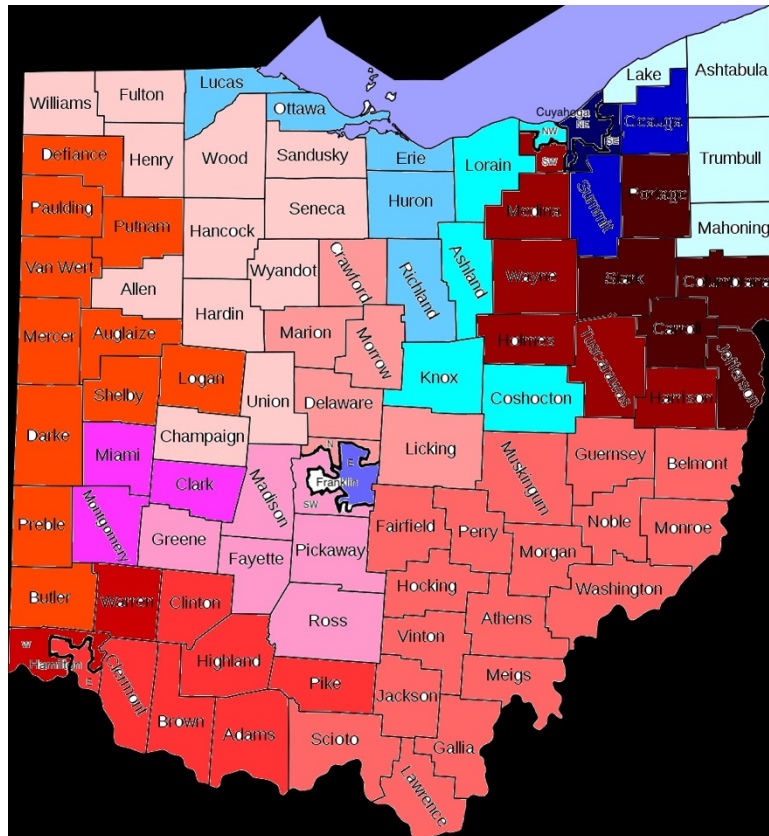 Lake
Ashtabula
Lucas
Fulton
Williams
Ottawa
Cuyahoga
NE
Geauga
NW
SE
SW
Defiance
Henry
Wood
Sandusky
Erie
Lorain
Trumbull
Paulding
Putnam
Hancock
Seneca
Huron
Medina
Summit
Portage
Mahoning
Van Wert
Allen
Wyandot
Crawford
Richland
Ashland
Wayne
Stark
Columbiana
Mercer
Auglaize
Hardin
Marion
Morrow
Holmes
Tuscarawas
Carrol
Jefferson
Shelby
Logan
Union
Delaware
Knox
Coshocton
Harrison
Darke
Miami
Champaign
N
E
Licking
Muskingum
Guernsey
Belmont
Clark
Madison
Franklin
SW
Preble
Montgomery
Greene
Fayette
Pickaway
Fairfield
Perry
Morgan
Noble
Monroe
Butler
Warren
Clinton
Ross
Hocking
Athens
Washington
W
Hamilton
E
Clermont
Highland
Pike
Vinton
Meigs
Jackson
Brown
Adams
Scioto
Gallia
Lawrence